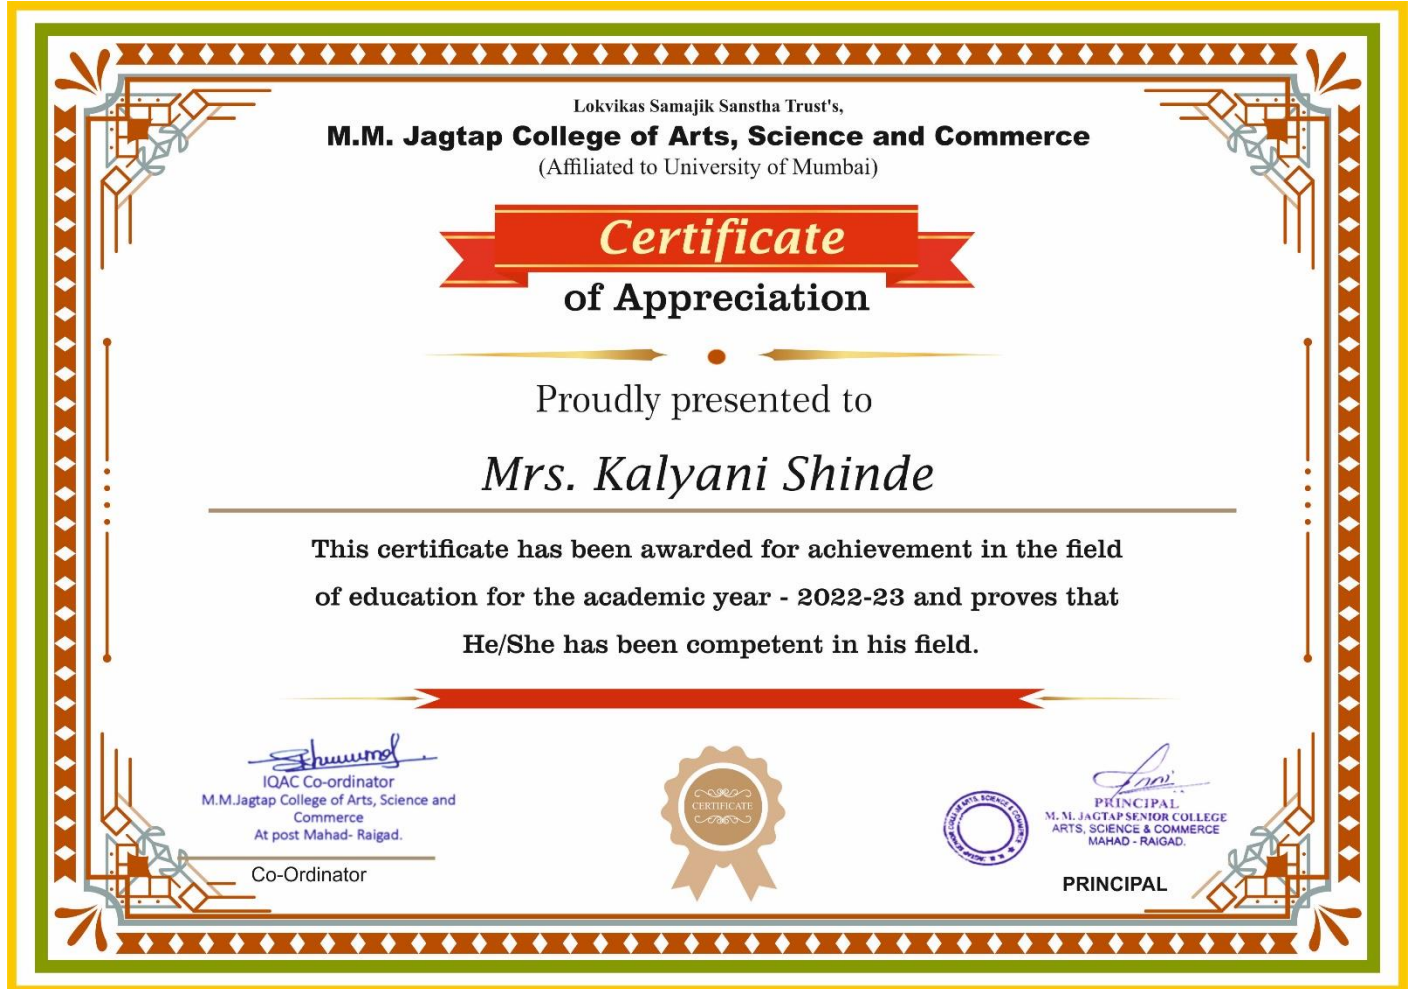 Lokvikas Samajik Sanstha Trust's,
M.M. Jagtap College of Arts, Science and Commerce
(Affiliated to University of Mumbai)
Certificate
of Appreciation
Proudly presented to
Mrs. Kalyani Shinde
This certificate has been awarded for achievement in the field
of education for the academic year - 2022-23 and proves that
He/She has been competent in his field.
IQAC Co-ordinator
M.M.Jagtap College of Arts, Science and
Commerce
At post Mahad- Raigad.
Co-Ordinator
CERTIFICATE
PRINCIPAL
M. M. JAGTAP SENIOR COLLEGE
ARTS, SCIENCE & COMMERCE
MAHAD - RAIGAD.
PRINCIPAL